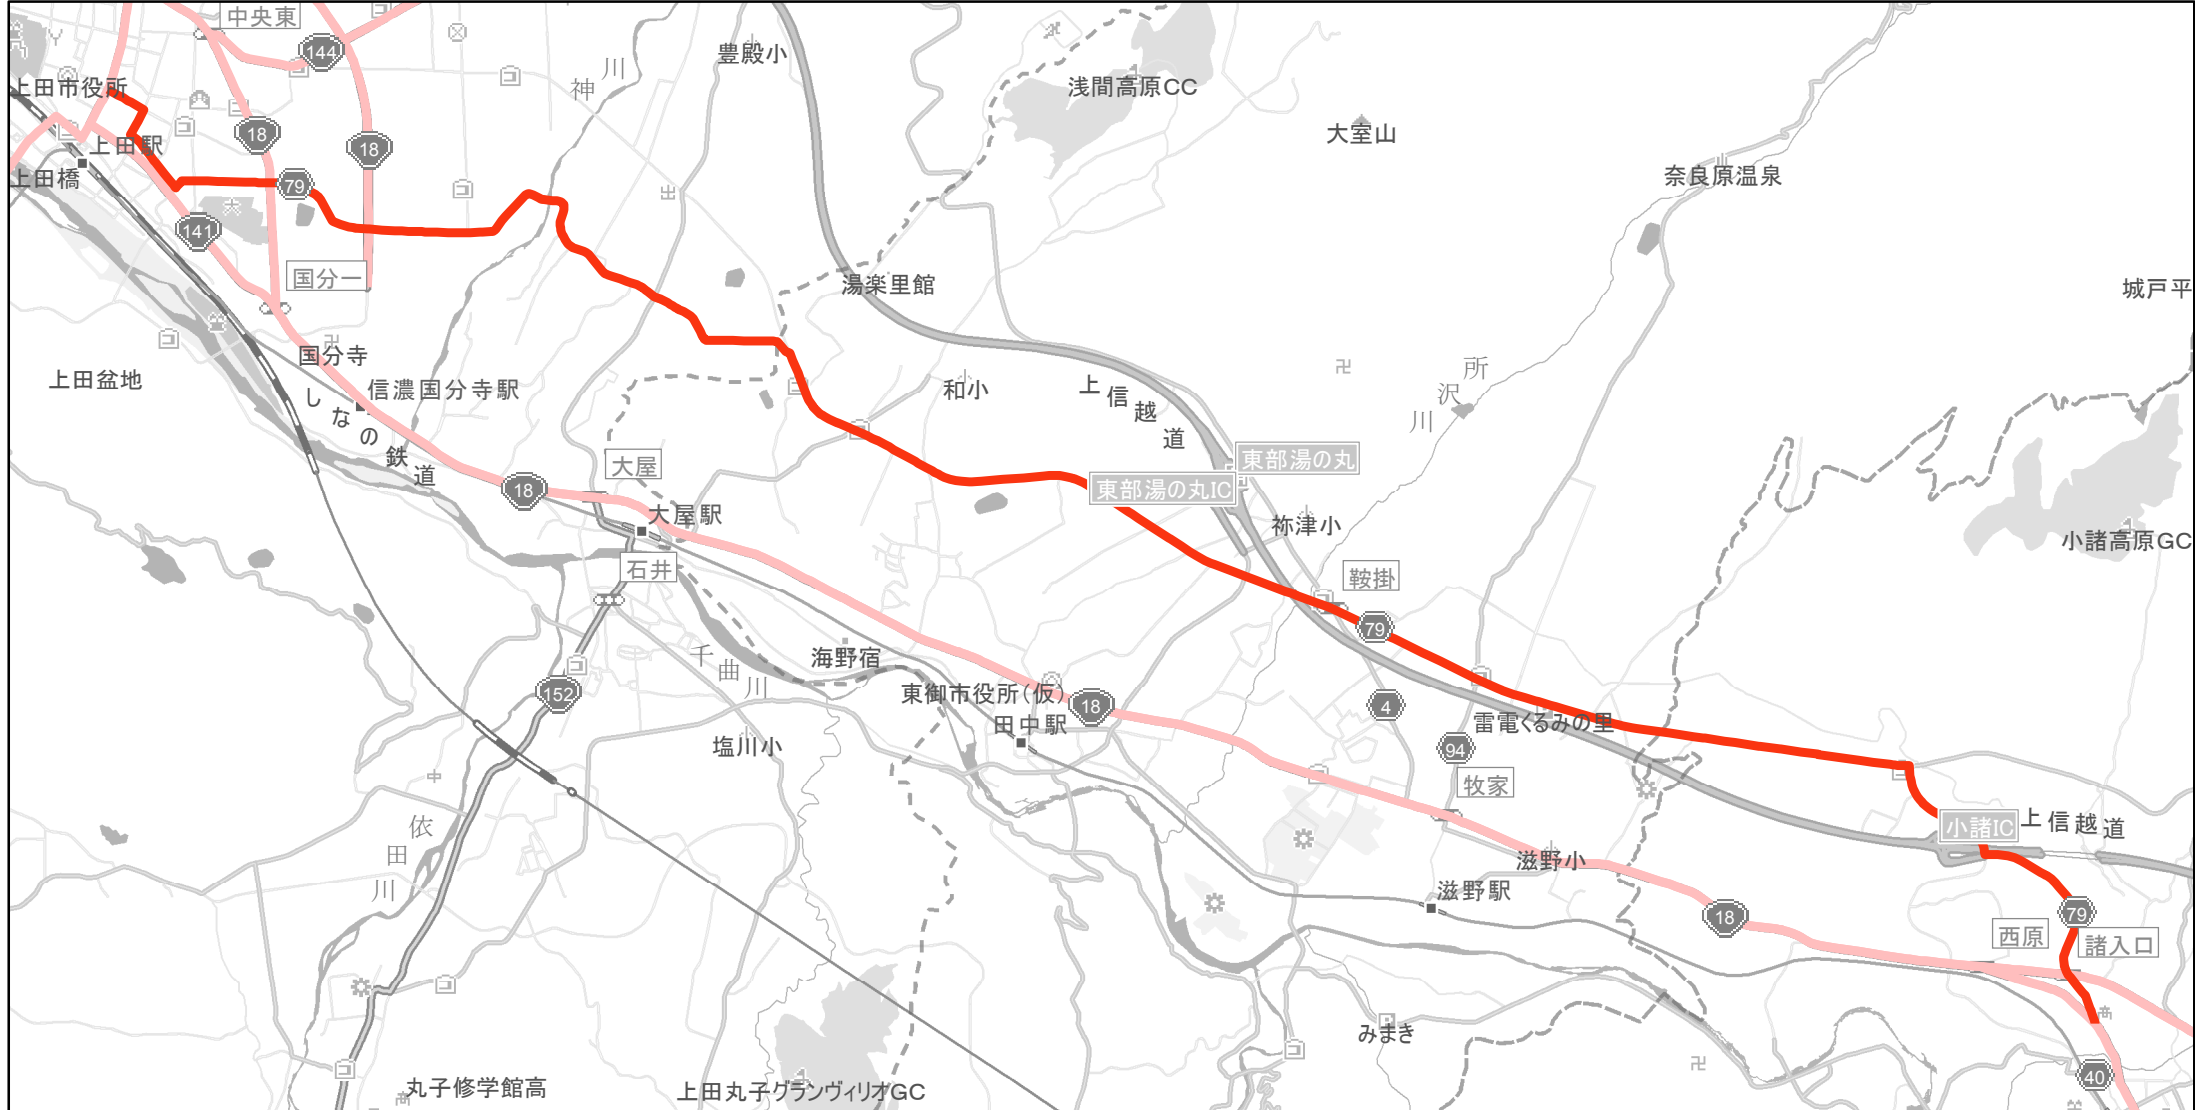 中央東
144
豊殿小
川
神
上田市役所
浅間高原CC
大室山
18
18
上田駅
上田橋
79
奈良原温泉
141
国分一
湯楽里館
城戸平
国分寺
上田盆地
信濃国分寺駅
しなの鉄道
和小
上信越道
所
沢
川
大屋
18
東部湯の丸
東部湯の丸IC
大屋駅
祢津小
小諸高原GC
石井
鞍掛
79
千曲川
海野宿
152
東御市役所(仮)
18
4
田中駅
雷電くるみの里
塩川小
94
牧家
依
田
川
小諸IC
上信越道
滋野小
滋野駅
18
79
西原
諸入口
みまき
丸子修学館高
上田丸子グランヴィリオGC
40